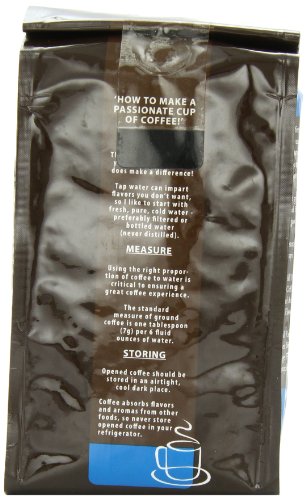 'HOW TO MAKE A
PASSIONATE CUP
OF COFFEE!'
does make a difference!
Tap water can impart
flavors you don't want,
so I like to start with
fresh, pure, cold water -
preferably filtered or
bottled water
(never distilled).
MEASURE
Using the right propor-
tion of coffee to water is
critical to ensuring a
great coffee experience.
The standard
measure of ground
coffee is one tablespoon
(7g) per 6 fluid
ounces of water.
STORING
Opened coffee should be
stored in an airtight,
cool dark place.
Coffee absorbs flavors
and aromas from other
foods, so never store
opened coffee in your
refrigerator.